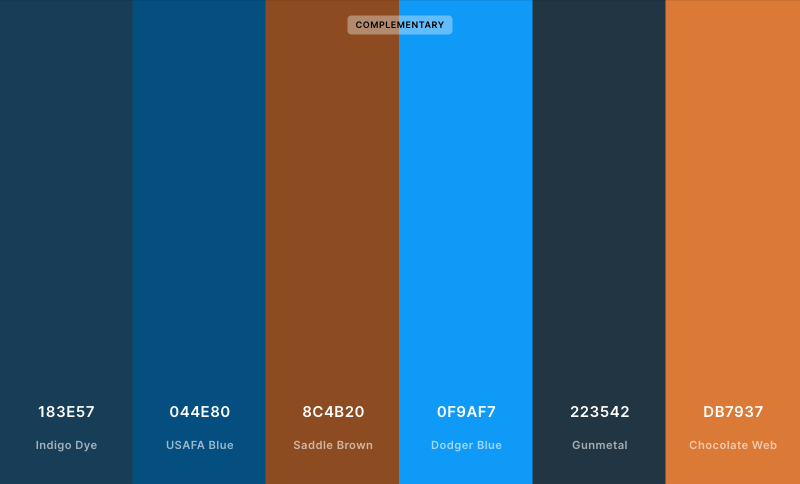 COMPLEMENTARY
183E57
Indigo Dye
044E80
USAFA Blue
8C4B20
Saddle Brown
0F9AF7
Dodger Blue
223542
Gunmetal
DB7937
Chocolate Web